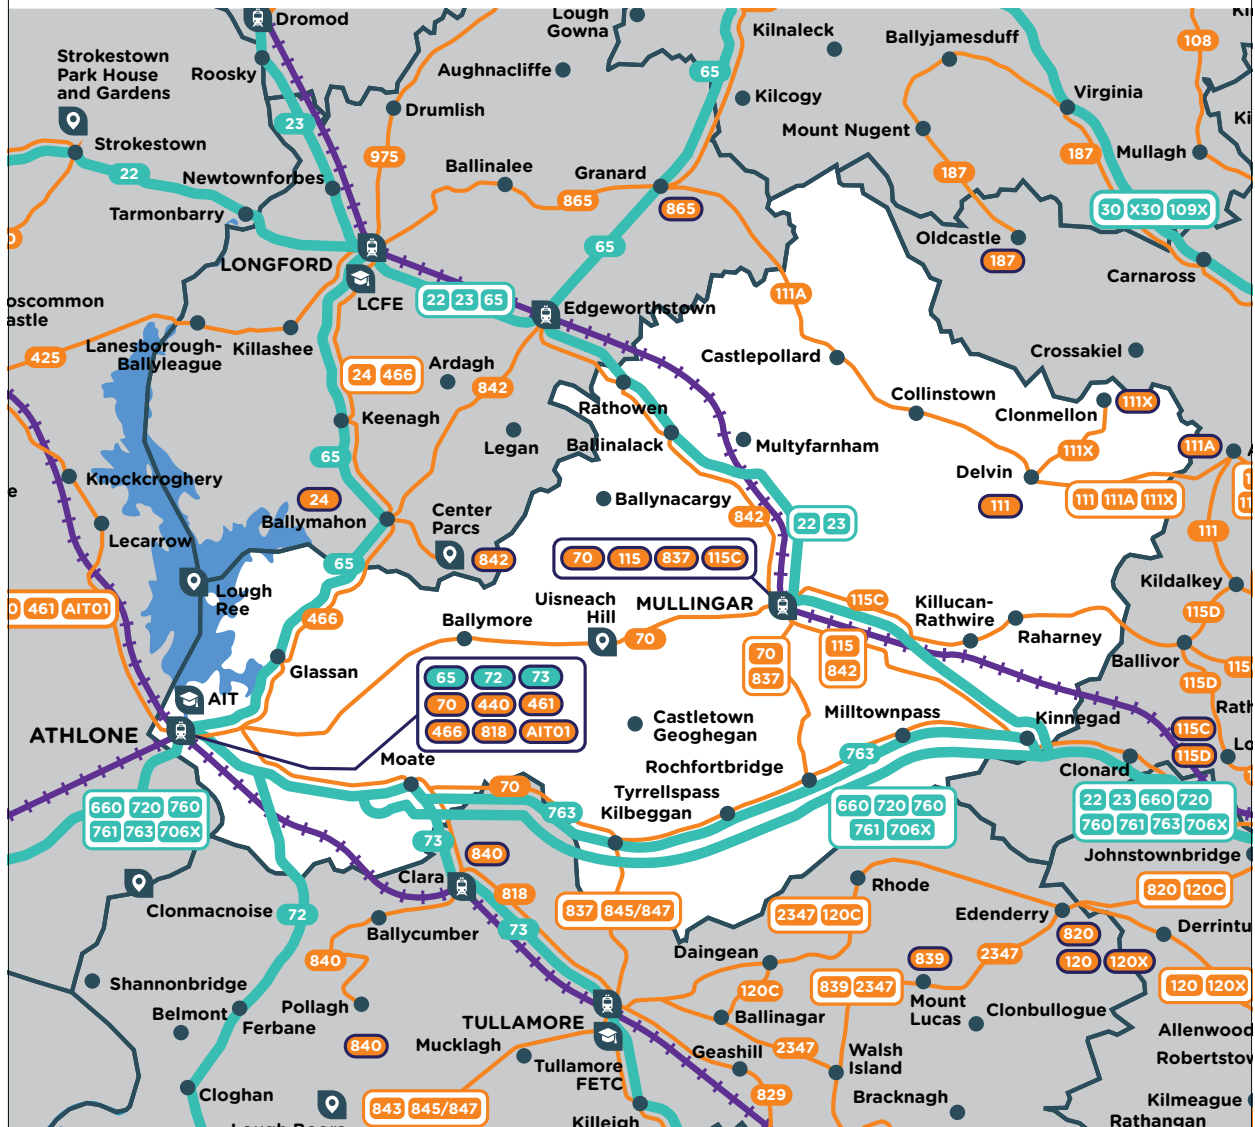 Dromod
Lough
Gowna
Kilnaleck
Ballyjamesduff
108
Strokestown
Park House
and Gardens
Roosky
Aughnacliffe
65
Kilcogy
Virginia
Drumlish
23
Mount Nugent
187
Mullagh
Strokestown
975
Ballinalee
Granard
187
22
Newtownforbes
865
865
30 X30 109X
Tarmonbarry
65
Oldcastle
187
LONGFORD
Carnaross
LCFE
22 23 65
111A
Edgeworthstown
425
Lanesborough-
Ballyleague
Killashee
24 466
Ardagh
842
Castlepollard
Crossakiel
Collinstown
Clonmellon
111X
Keenagh
Rathowen
Ballinalack
Legan
Multyfarnham
111X
111A
65
Knockcroghery
Delvin
24
Ballymahon
Center
Parcs
842
Ballynacargy
842
22 23
111
111 111A 111X
111
Lecarrow
65
70 115 837 115C
Kildalkey
461 AIT01
Lough
Ree
466
Uisneach
Hill
MULLINGAR
115C
Killucan-
Rathwire
115D
Ballymore
70
Raharney
Glassan
70
837
115
842
Ballivor
115D
AIT
65 72 73
70 440 461
466 818 AIT01
ATHLONE
Castletown
Geoghegan
Milltownpass
Kinnegad
115C
115D
Moate
Rochfortbridge
763
Clonard
70
Tyrrellspass
Kilbeggan
763
660 720 760
761 763 706X
660 720 760
761 706X
22 23 660 720
760 761 763 706X
73
840
Johnstownbridge
Clara
818
Rhode
820 120C
Clonmacnoise
72
837 845/847
2347 120C
Edenderry
820
Ballycumber
73
Derrintu
840
Daingean
839
2347
120 120X
Shannonbridge
120C
839 2347
120 120X
Pollagh
Belmont
Ferbane
Mount
Lucas
Clonbullogue
TULLAMORE
Ballinagar
840
Mucklagh
2347
Walsh
Island
Allenwood
Tullamore
FETC
Geashill
Cloghan
829
Bracknagh
843 845/847
Killeigh
Kilmeague
Rathangan